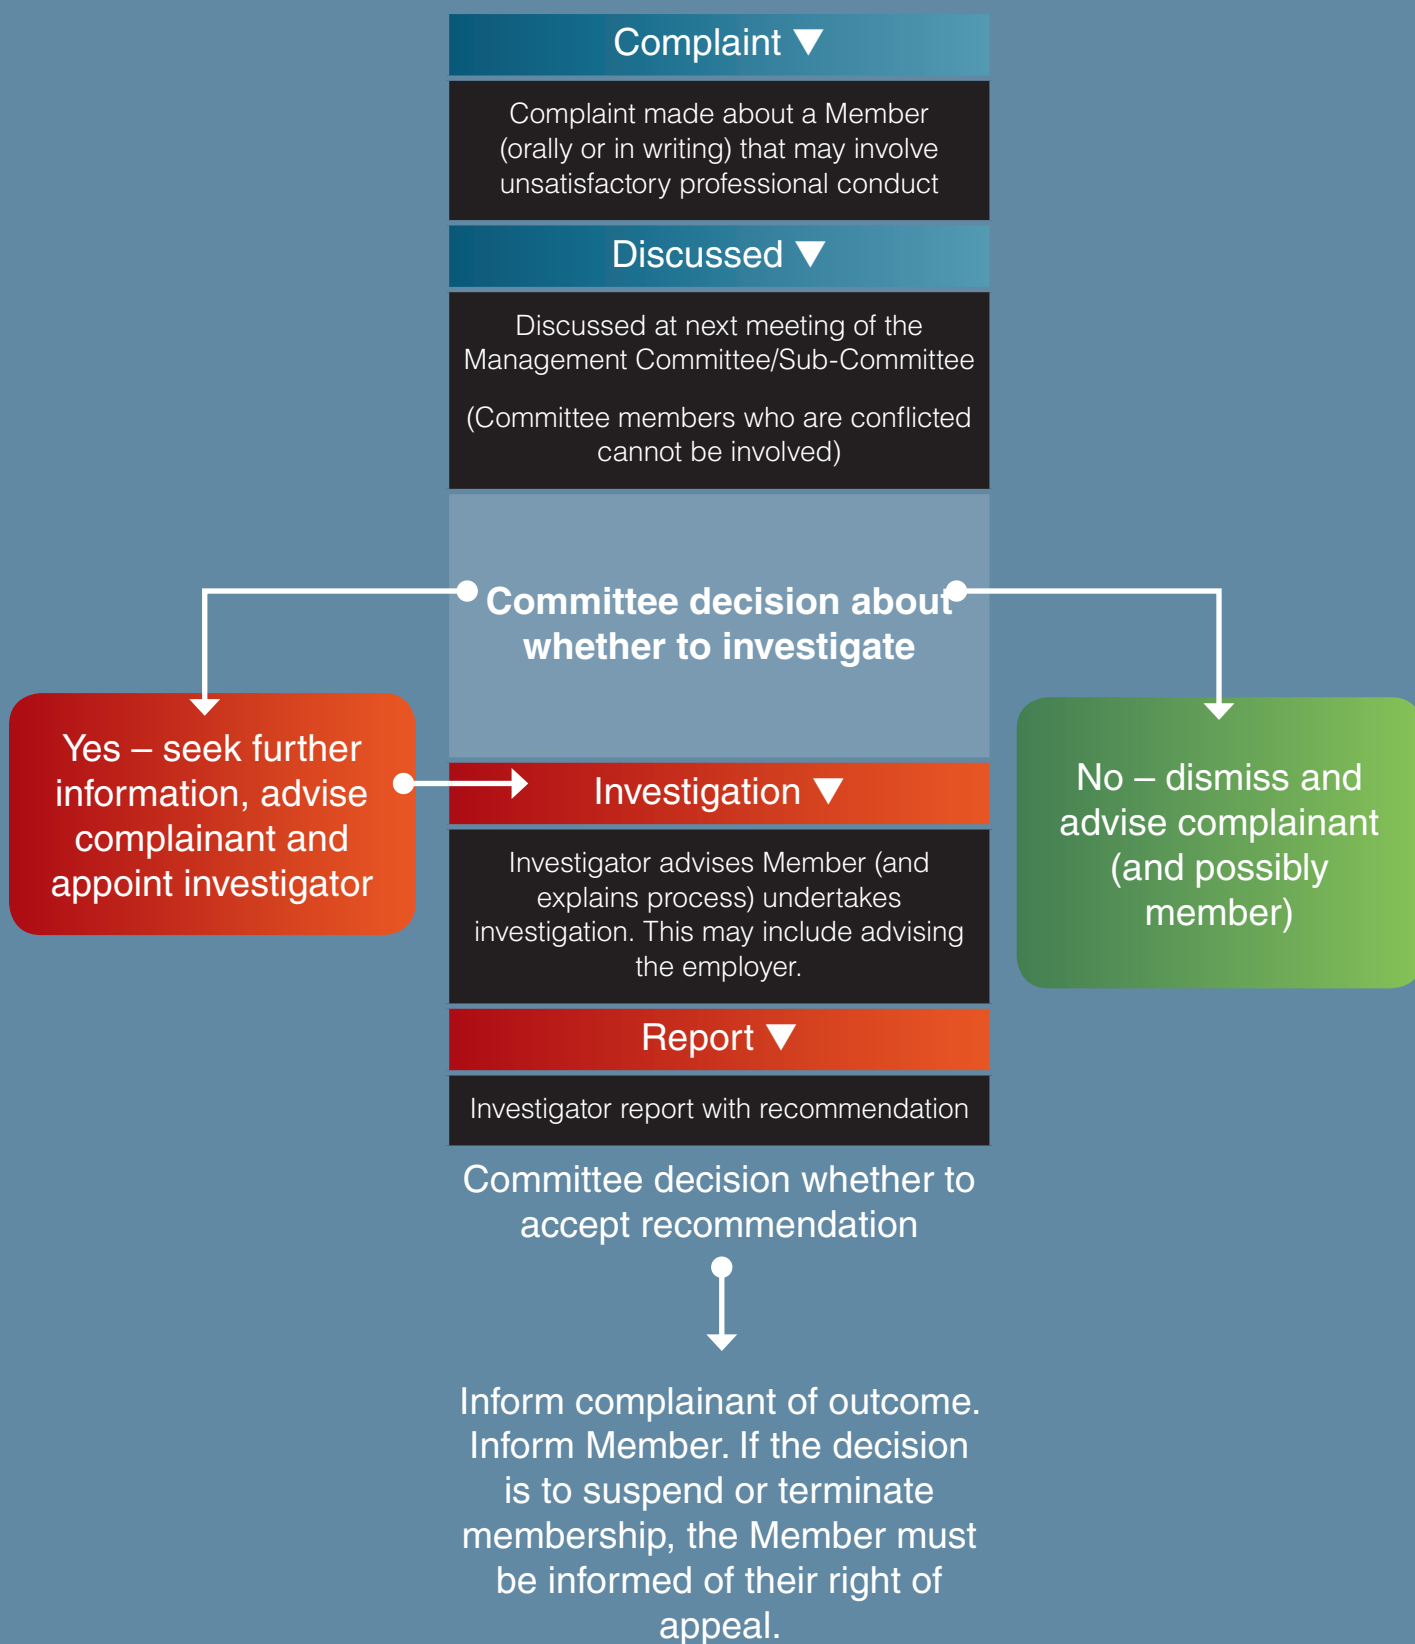 Complaint ▼
Complaint made about a Member
(orally or in writing) that may involve
unsatisfactory professional conduct
Discussed ▼
Discussed at next meeting of the
Management Committee/Sub-Committee
(Committee members who are conflicted
cannot be involved)
Committee decision about
whether to investigate
Yes – seek further
information, advise
complainant and
appoint investigator
No – dismiss and
advise complainant
(and possibly
member)
Investigation ▼
Investigator advises Member (and
explains process) undertakes
investigation. This may include advising
the employer.
Report ▼
Investigator report with recommendation
Committee decision whether to
accept recommendation
Inform complainant of outcome.
Inform Member. If the decision
is to suspend or terminate
membership, the Member must
be informed of their right of
appeal.